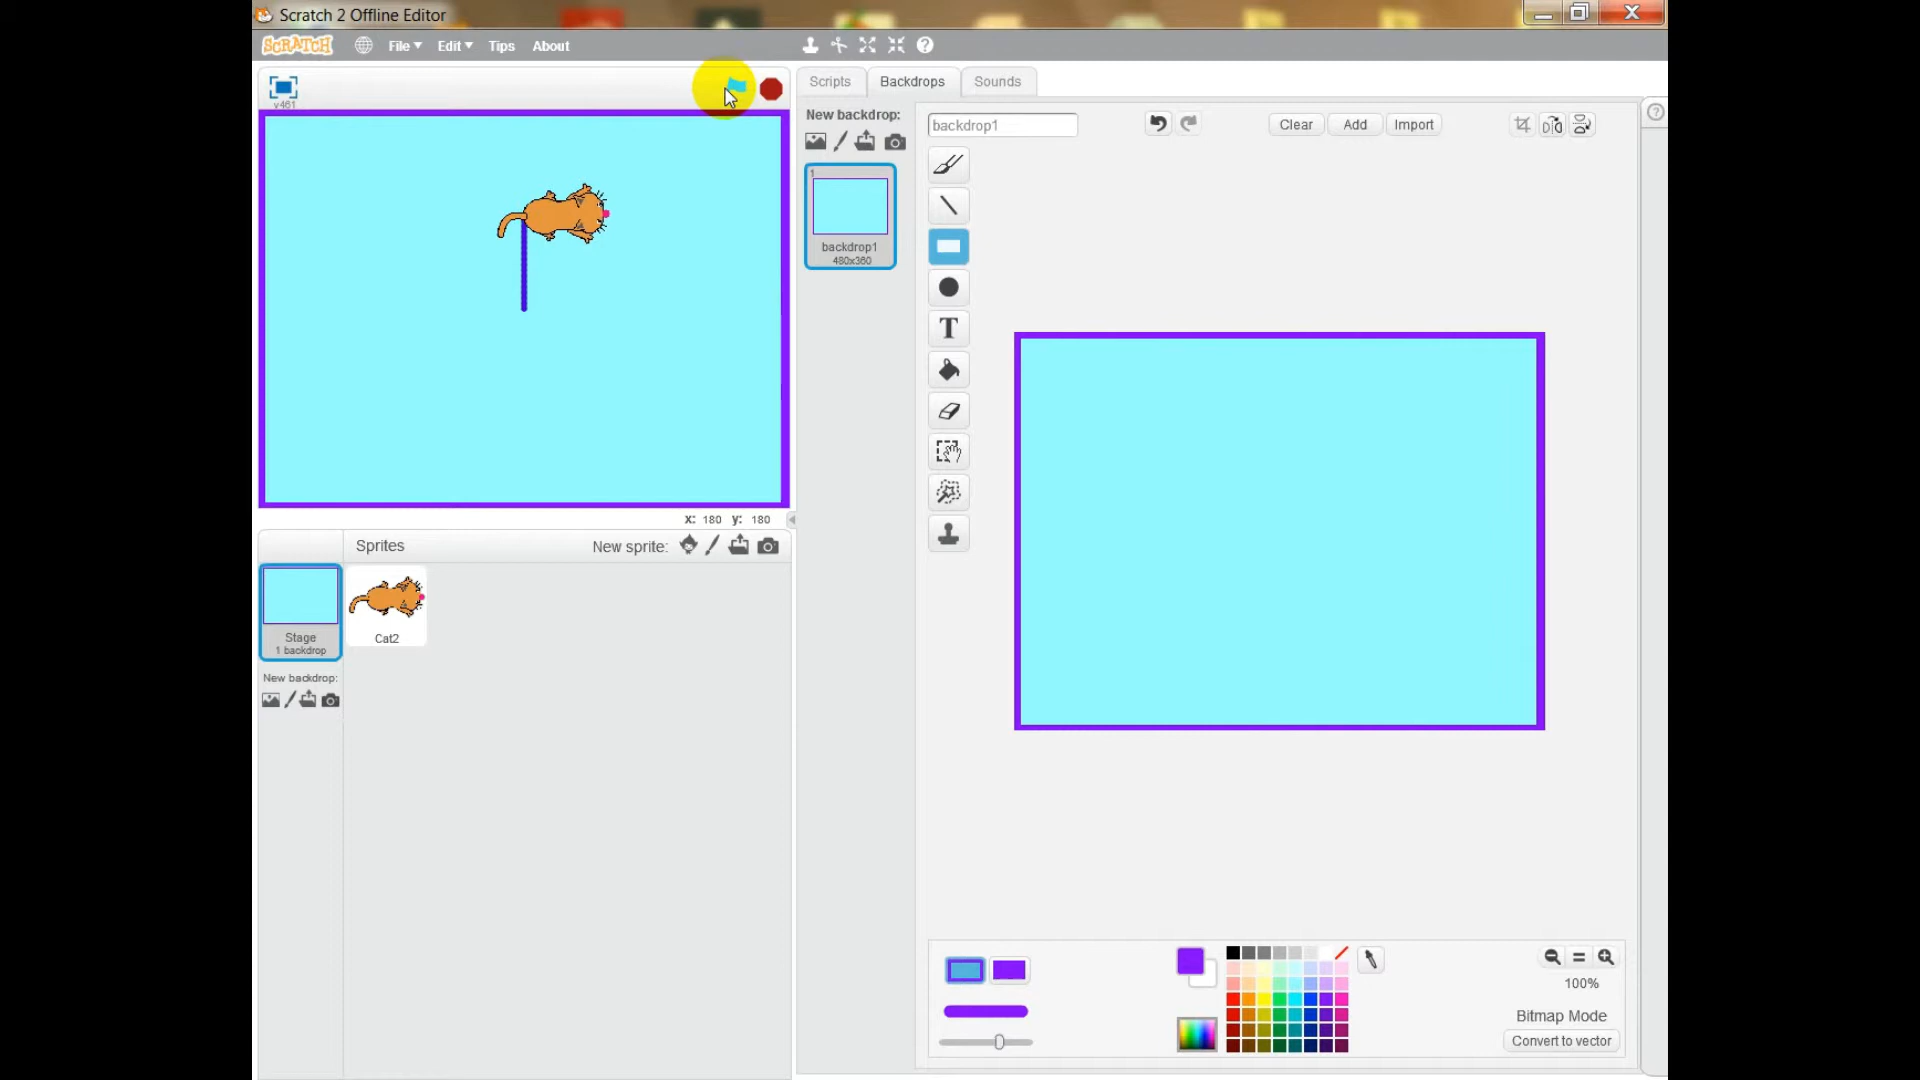 Scratch 2 Offline Editor
SCRATCH File Edit Tips About
v461
Scripts Backdrops Sounds
New backdrop:
backdrop1 Clear Add Import
1
backdrop1
480x360
T
x: 180 y: 180
Sprites New sprite:
Stage
1 backdrop
Cat2
New backdrop:
100%
Bitmap Mode
Convert to vector